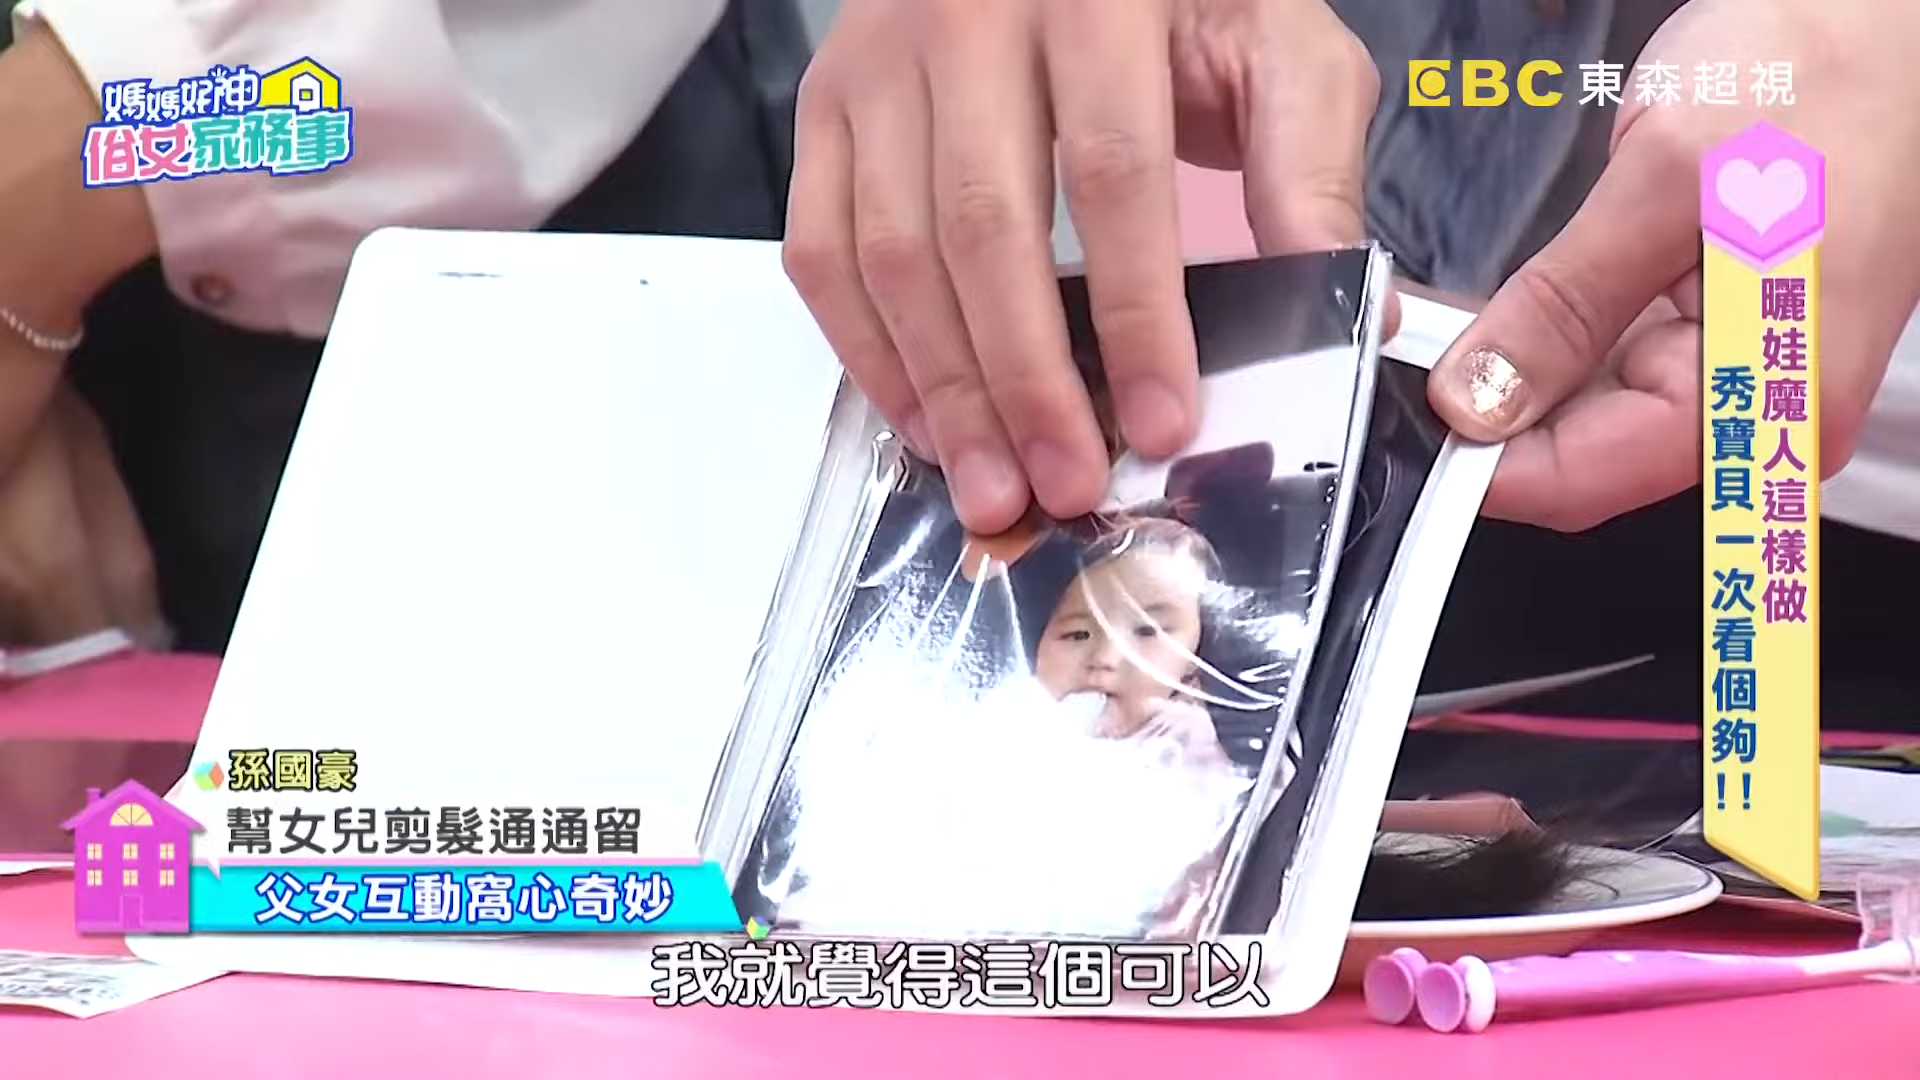 媽媽好神
俗女家務事
EBC 東森超視
曬娃魔人這樣做
秀寶貝一次看個夠!!
孫國豪
幫女兒剪髮通通留
父女互動窩心奇妙
我就覺得這個可以